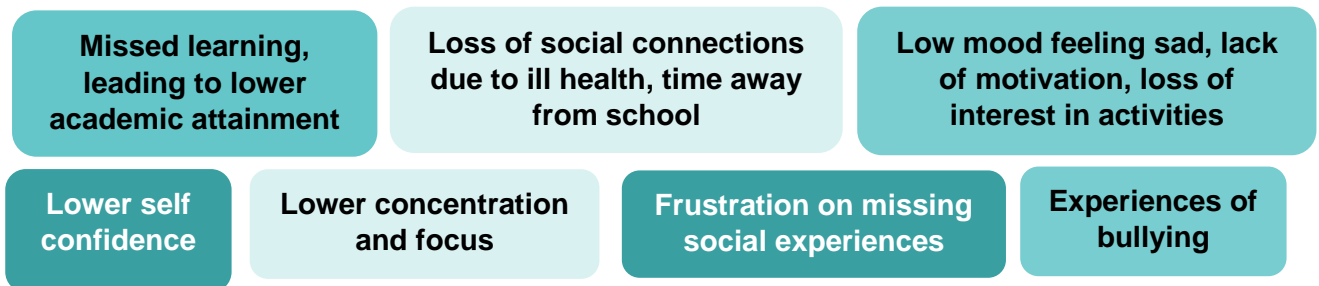 Missed learning,
leading to lower
academic attainment
Loss of social connections
due to ill health, time away
from school
Low mood feeling sad, lack
of motivation, loss of
interest in activities
Lower self
confidence
Lower concentration
and focus
Frustration on missing
social experiences
Experiences of
bullying